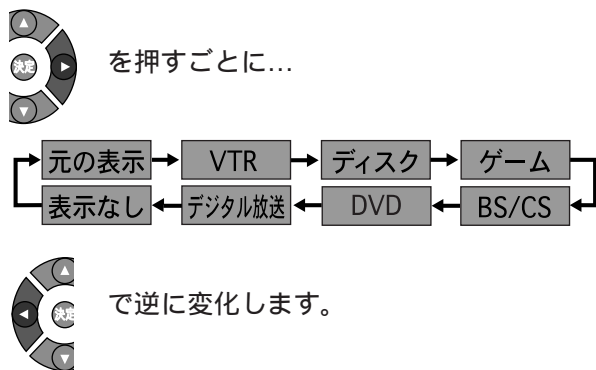 決定
を押すごとに…
元の表示 VTR ディスク ゲーム
表示なし デジタル放送 DVD BS/CS
決定
で逆に変化します。